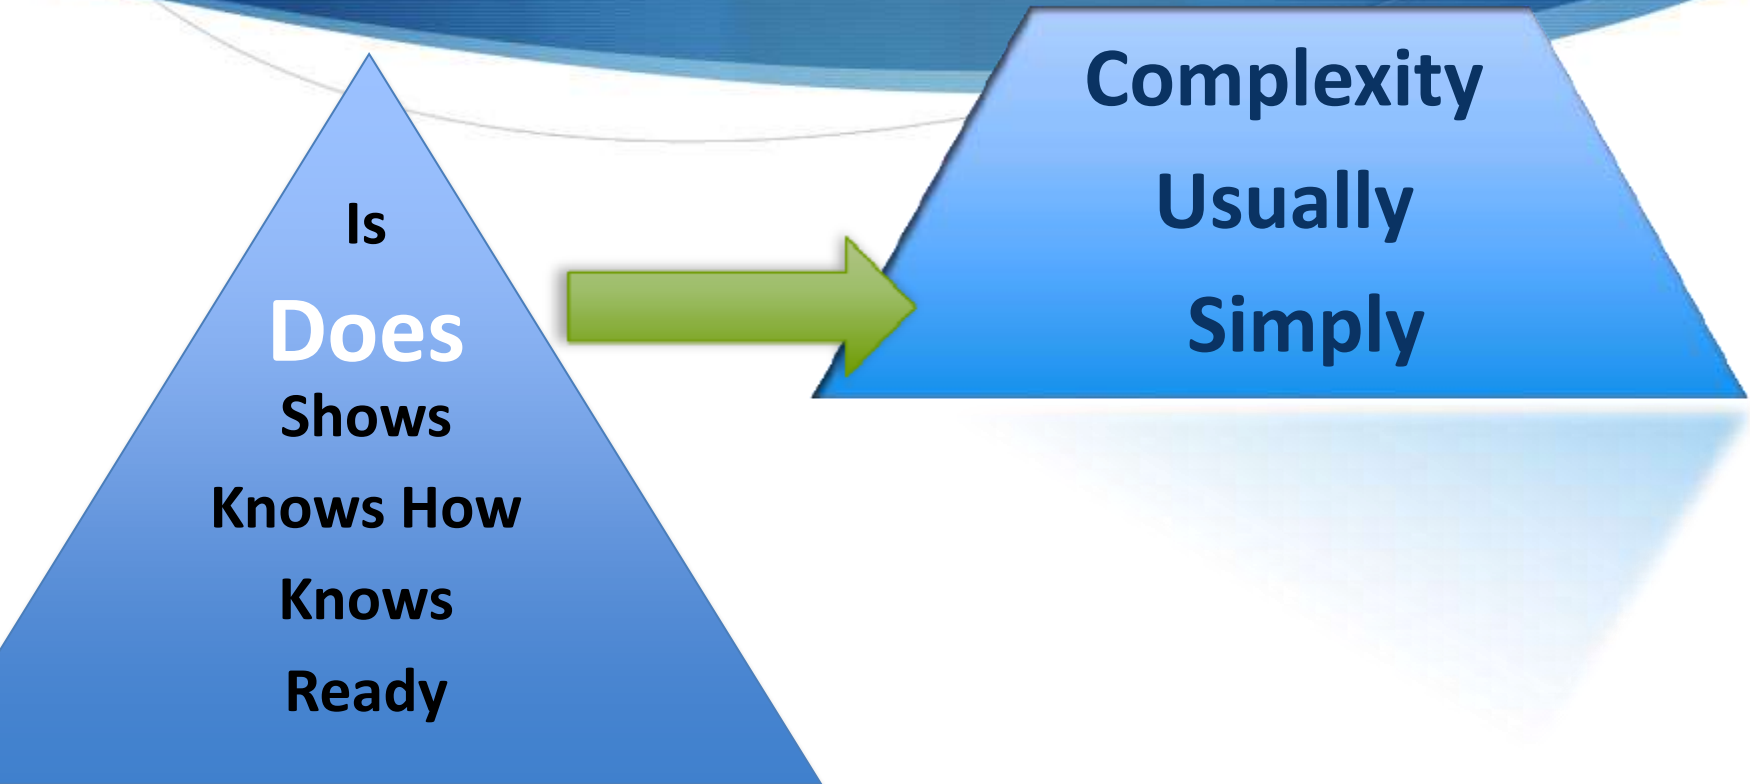 Is
Does
Shows
Knows How
Knows
Ready
Complexity
Usually
Simply